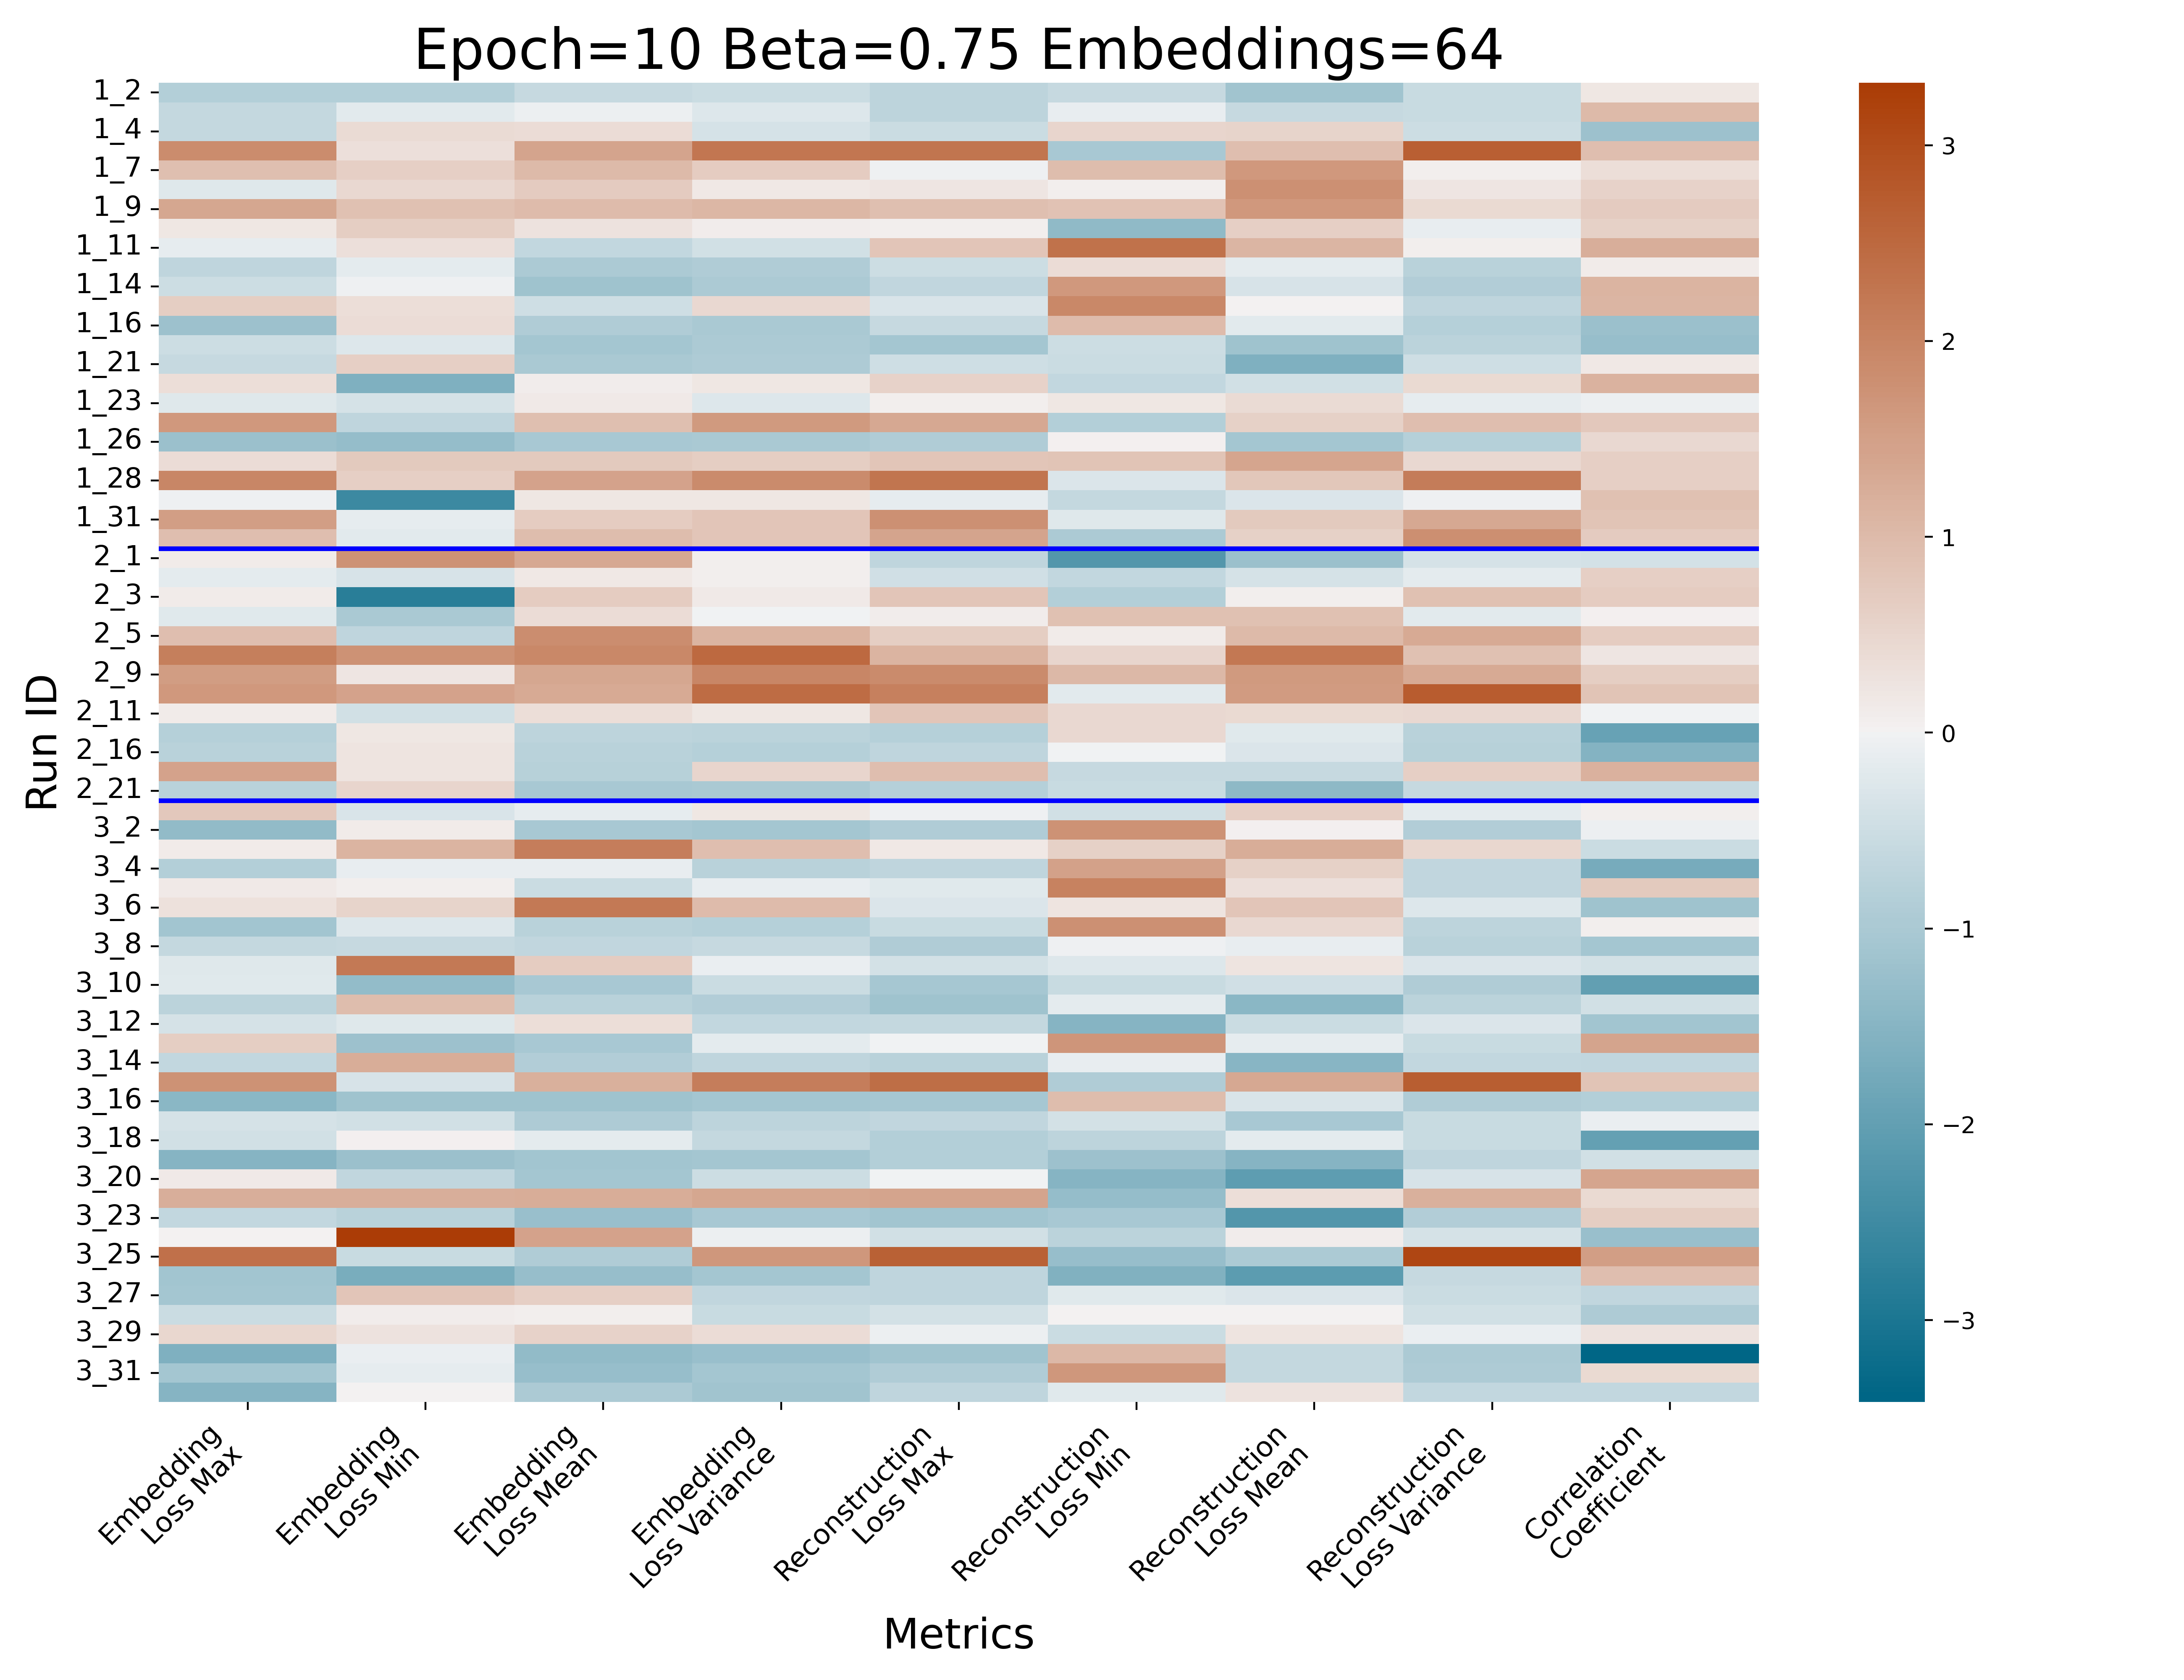 Epoch=10 Beta=0.75 Embeddings=64
Run ID
1_2
1_4
1_7
1_9
1_11
1_14
1_16
1_21
1_23
1_26
1_28
1_31
2_1
2_3
2_5
2_9
2_11
2_16
2_21
3_2
3_4
3_6
3_8
3_10
3_12
3_14
3_16
3_18
3_20
3_23
3_25
3_27
3_29
3_31
3
2
1
0
−1
−2
−3
Embedding
Loss Max
Embedding
Loss Min
Embedding
Loss Mean
Embedding
Loss Variance
Reconstruction
Loss Max
Reconstruction
Loss Min
Reconstruction
Loss Mean
Reconstruction
Loss Variance
Correlation
Coefficient
Metrics